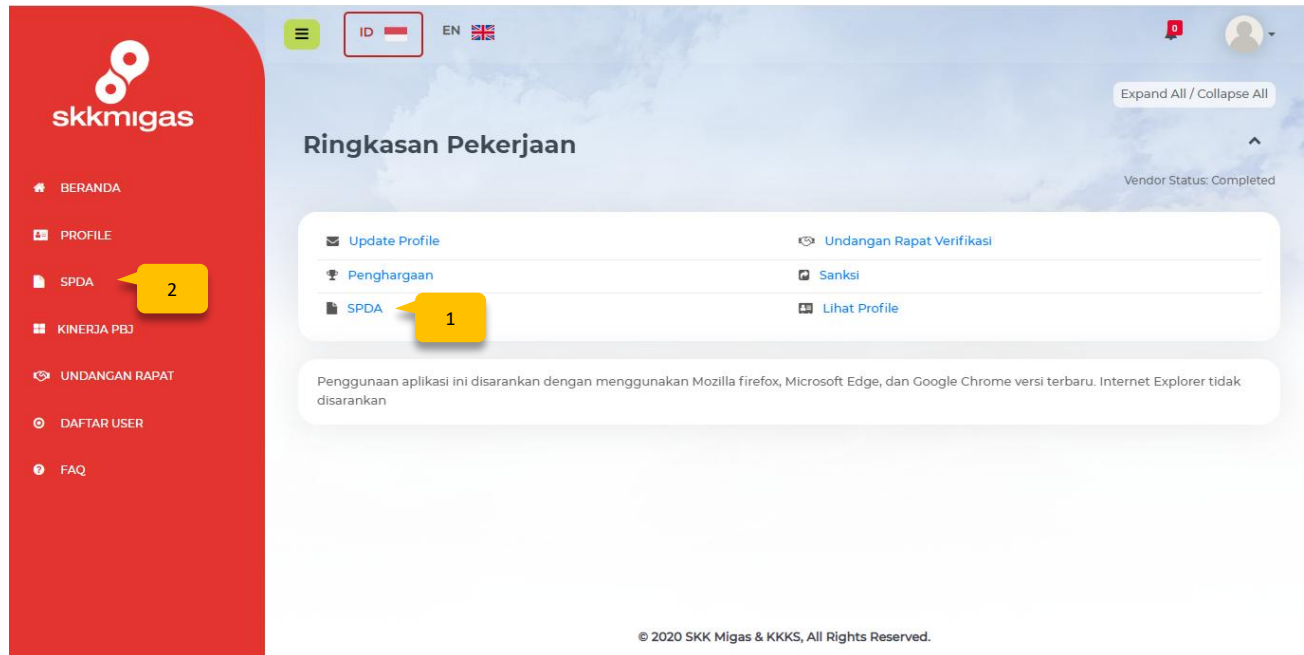 skkmigas
BERANDA
PROFILE
SPDA
2
KINERJA PBJ
UNDANGAN RAPAT
DAFTAR USER
FAQ
ID
EN
0
Expand All / Collapse All
Ringkasan Pekerjaan
Vendor Status: Completed
Update Profile
Undangan Rapat Verifikasi
Penghargaan
Sanksi
SPDA
1
Lihat Profile
Penggunaan aplikasi ini disarankan dengan menggunakan Mozilla firefox, Microsoft Edge, dan Google Chrome versi terbaru. Internet Explorer tidak
disarankan
© 2020 SKK Migas & KKKS, All Rights Reserved.